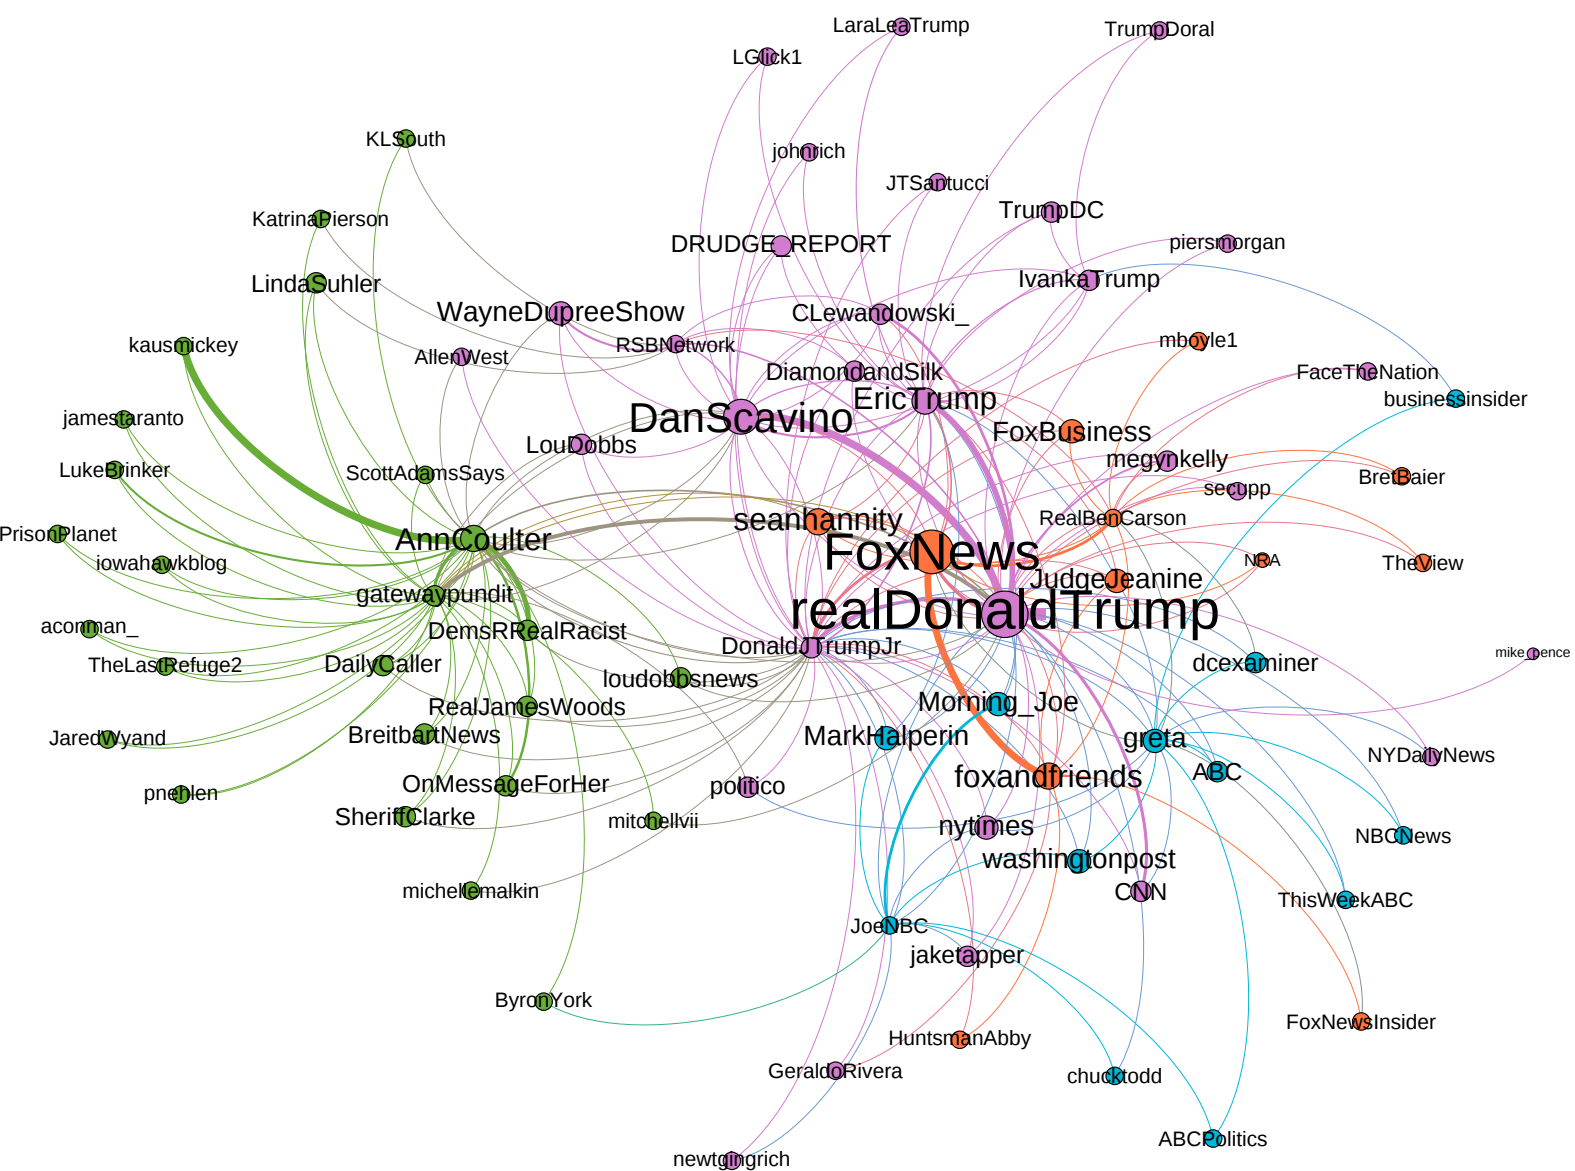 LaraLeaTrump
TrumpDoral
LGlick1
KLSouth
johnrich
JTSantucci
TrumpDC
KatrinaPierson
DRUDGE_REPORT
piersmorgan
LindaSuhler
IvankaTrump
WayneDupreeShow
CLewandowski_
kausmickey
RSBNetwork
mboyle1
AllenWest
DiamondandSilk
FaceTheNation
EricTrump
businessinsider
jamestaranto
DanScavino
FoxBusiness
LouDobbs
megynkelly
LukeBrinker
ScottAdamsSays
BretBaier
secupp
seanhannity
RealBenCarson
PrisonPlanet
AnnCoulter
FoxNews
iowahawkblog
NRA
TheView
JudgeJeanine
gatewaypundit
realDonaldTrump
aconman_
DemsRRealRacist
DonaldJTrumpJr
mike_pence
TheLastRefuge2
DailyCaller
dcexaminer
loudobbsnews
Morning_Joe
RealJamesWoods
JaredWyand
BreitbartNews
MarkHalperin
greta
NYDailyNews
ABC
foxandfriends
OnMessageForHer
politico
pnehlen
SheriffClarke
mitchellvii
nytimes
NBCNews
washingtonpost
michellemalkin
CNN
ThisWeekABC
JoeNBC
jaketapper
ByronYork
FoxNewsInsider
HuntsmanAbby
GeraldoRivera
chucktodd
ABCPolitics
newtgingrich